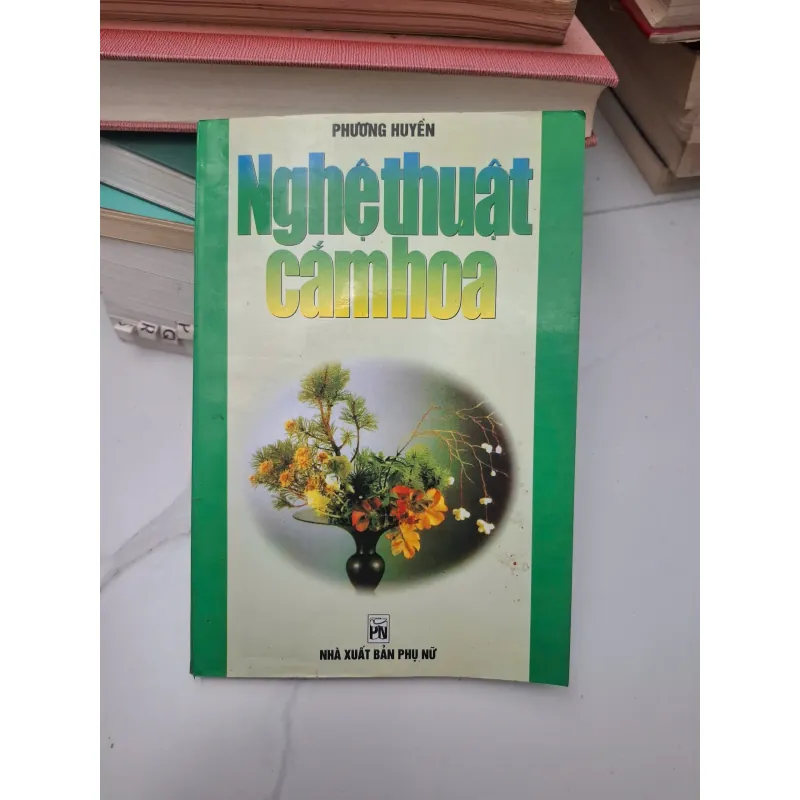 PHƯƠNG HUYỀN
Nghệ thuật
cắm hoa
PN
NHÀ XUẤT BẢN PHỤ NỮ